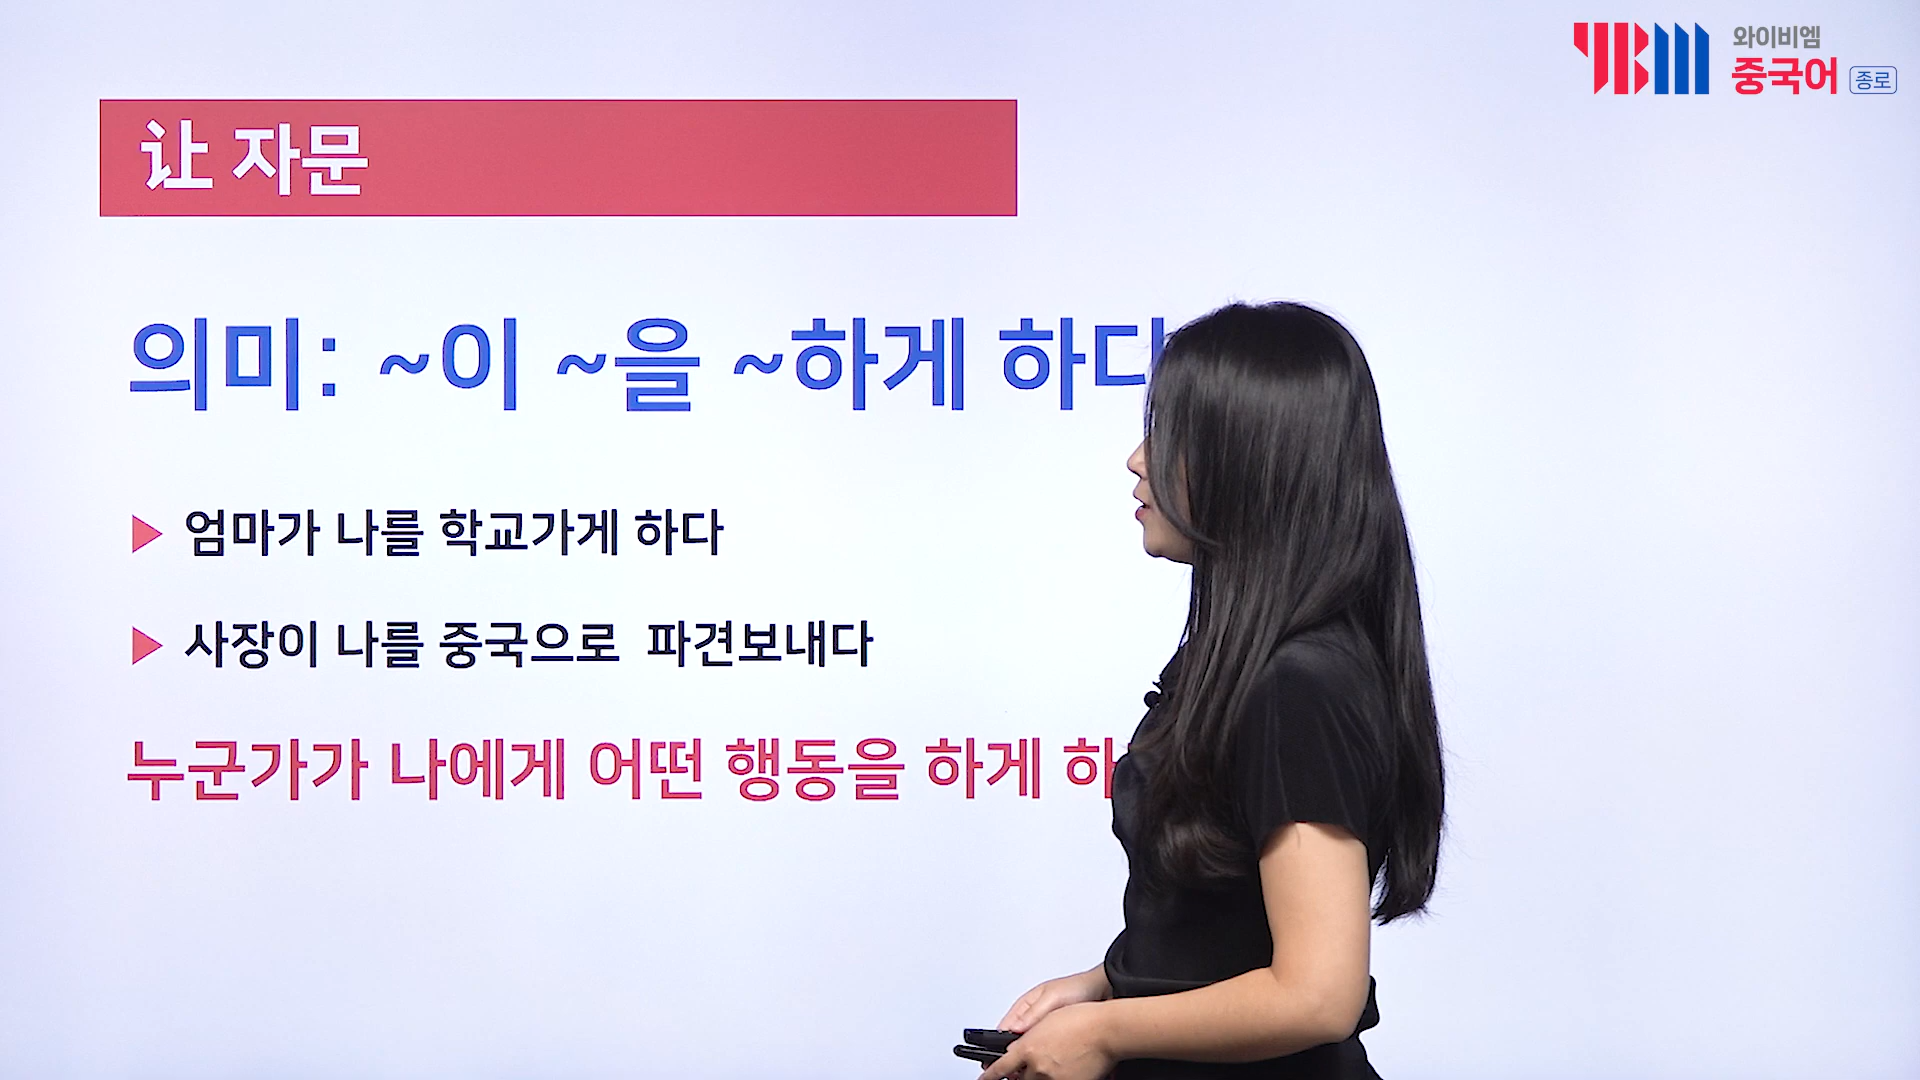 YBM
와이비엠
중국어 종로
让 자문
의미: ~이 ~을 ~하게 하다
▶ 엄마가 나를 학교가게 하다
▶ 사장이 나를 중국으로 파견보내다
누군가가 나에게 어떤 행동을 하게 하